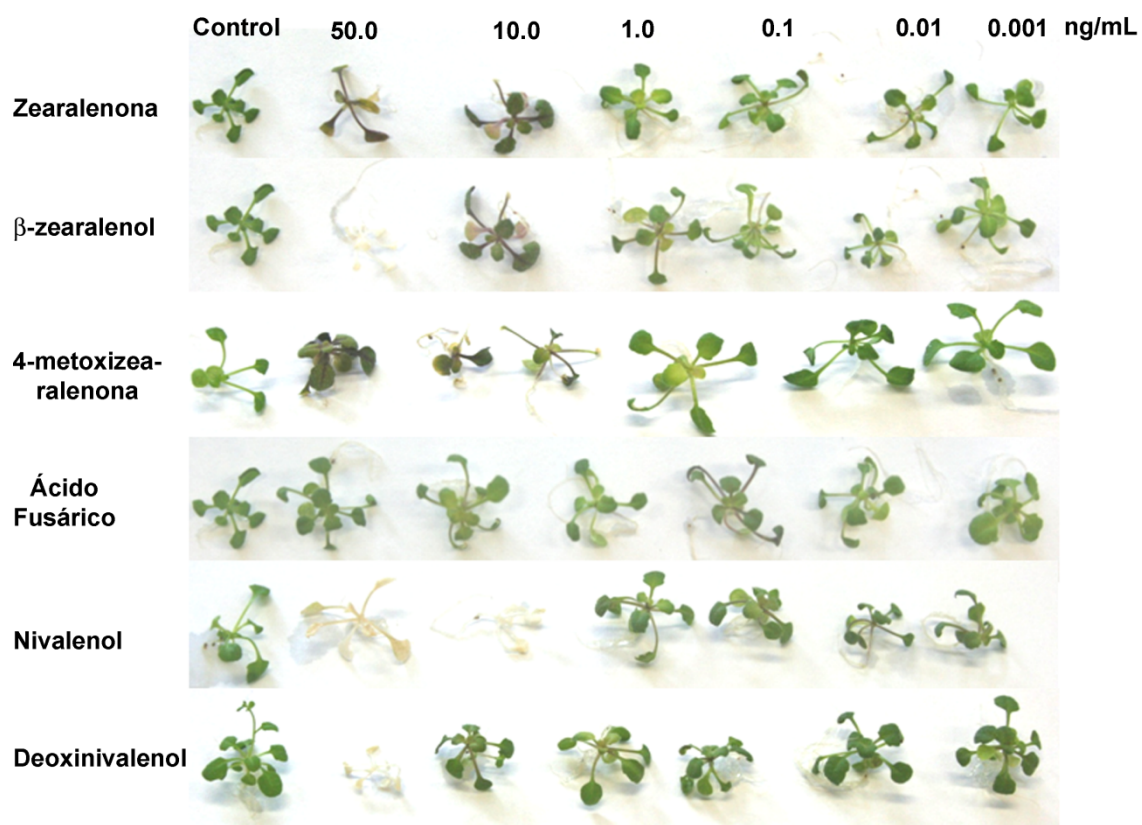 Control 50.0 10.0 1.0 0.1 0.01 0.001 ng/mL
Zearalenona
β-zearalenol
4-metoxizea-
ralenona
Ácido
Fusárico
Nivalenol
Deoxinivalenol